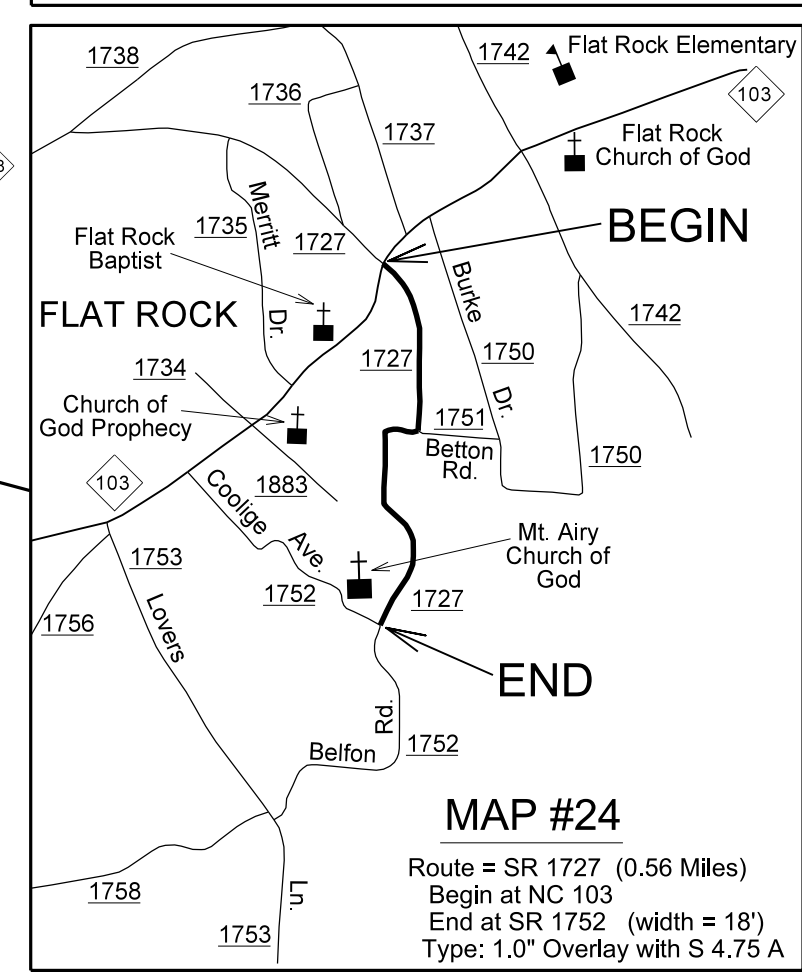 1738
1742
Flat Rock Elementary
1736
103
1737
Flat Rock
Church of God
Merritt
1735
BEGIN
Flat Rock
Baptist
1727
Burke
FLAT ROCK
Dr.
1742
1727
1750
1734
Dr.
Church of
God Prophecy
1751
Betton
Rd.
1750
103
1883
Coolige
Ave.
Mt. Airy
Church of
God
1753
1752
1727
1756
Lovers
END
Rd.
Belfon
1752
MAP #24
Route = SR 1727 (0.56 Miles)
Begin at NC 103
End at SR 1752 (width = 18')
Type: 1.0" Overlay with S 4.75 A
1758
Ln.
1753